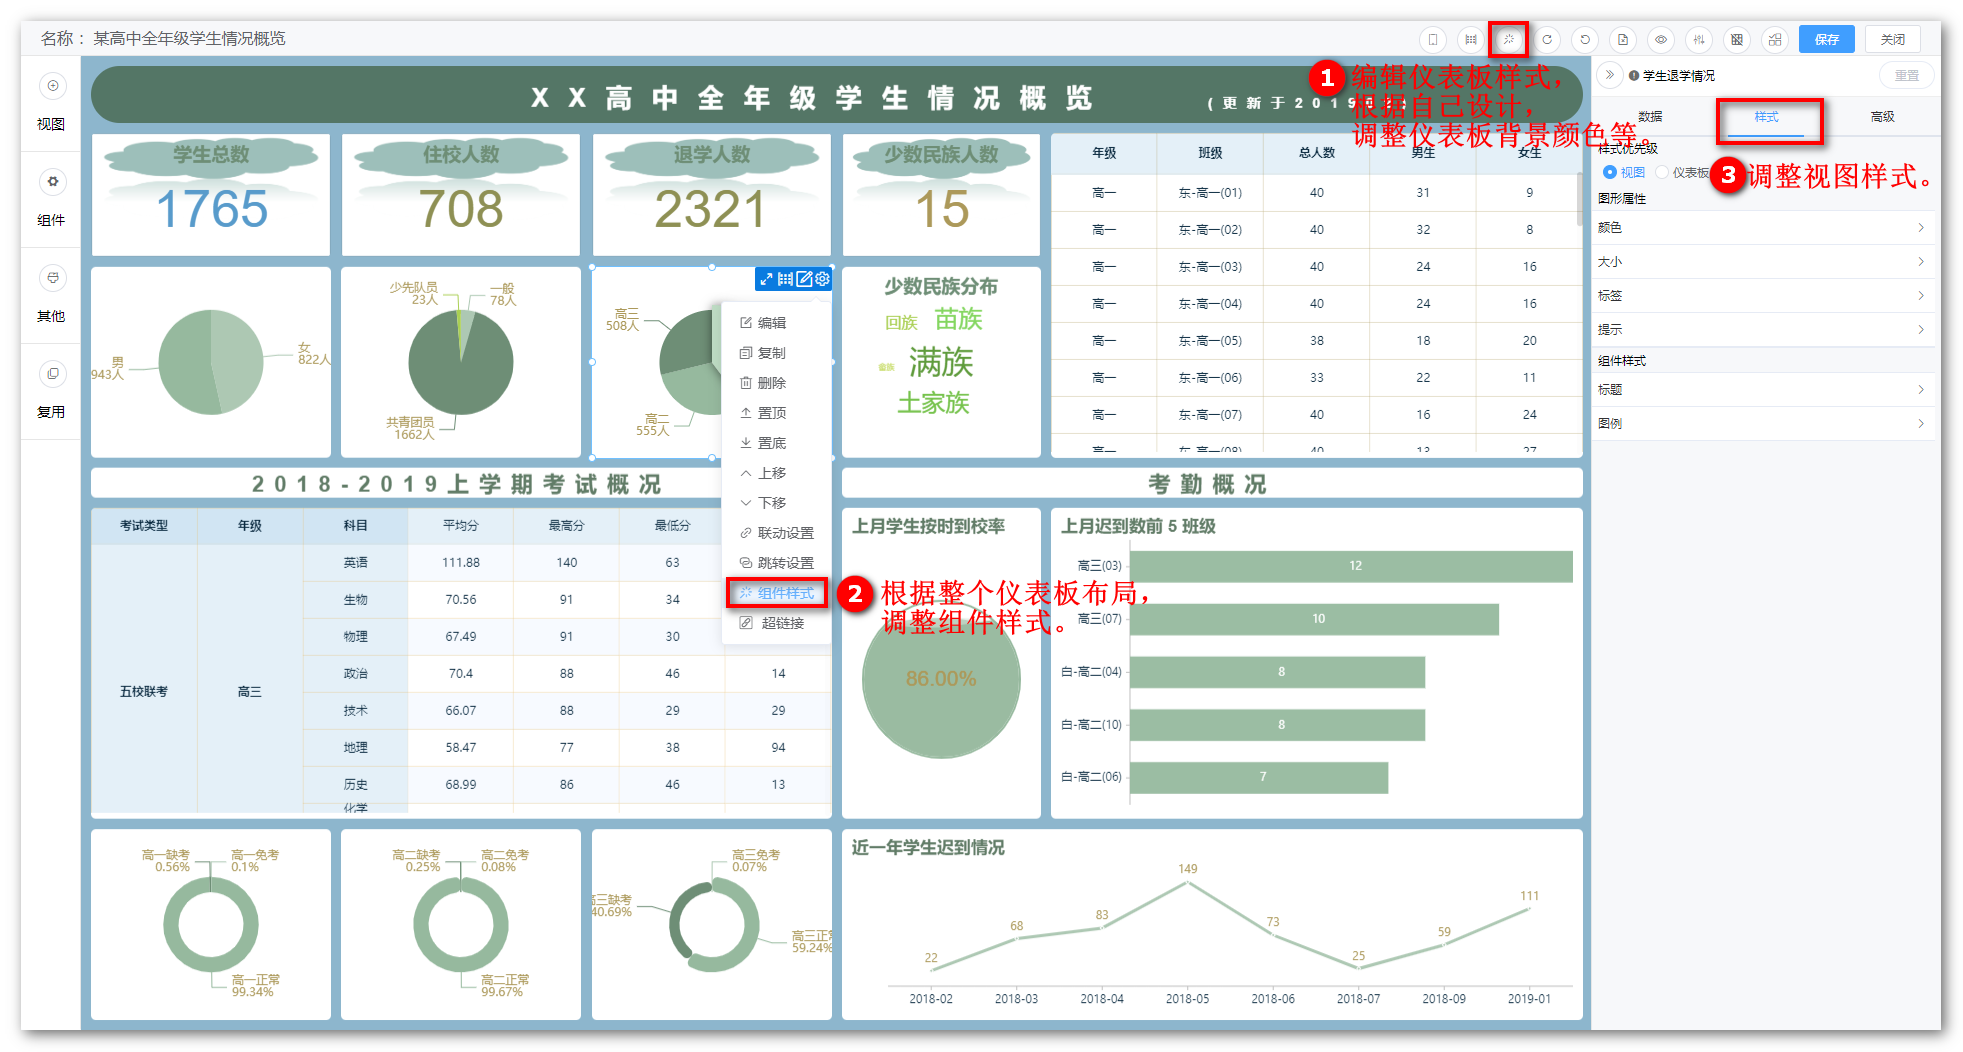 名称： 某高中全年级学生情况概览
保存
关闭
视图
组件
其他
复用
XX高中全年级学生情况概览
(更新于2019
1 编辑仪表板样式，
根据自己设计，
调整仪表板背景颜色等。
学生总数
1765
住校人数
708
退学人数
2321
少数民族人数
15
年级 班级 总人数 男生 女生
高一 东-高一(01) 40 31 9
高一 东-高一(02) 40 32 8
高一 东-高一(03) 40 24 16
高一 东-高一(04) 40 24 16
高一 东-高一(05) 38 18 20
高一 东-高一(06) 33 22 11
高一 东-高一(07) 40 16 24
高一 东-高一(08) 40 13 27
男
943人
女
822人
少先队员
23人
一般
78人
共青团员
1662人
高三
508人
高二
555人
编辑
复制
删除
置顶
置底
上移
下移
联动设置
跳转设置
组件样式
超链接
2 根据整个仪表板布局，
调整组件样式。
少数民族分布
回族 苗族
满族
土家族
2018-2019上学期考试概况
考试类型 年级 科目 平均分 最高分 最低分
五校联考 高三
英语 111.88 140 63
生物 70.56 91 34
物理 67.49 91 30
政治 70.4 88 46 14
技术 66.07 88 29 29
地理 58.47 77 38 94
历史 68.99 86 46 13
化学
考勤概况
上月学生按时到校率
86.00%
上月迟到数前 5 班级
高三(03) 12
高三(07) 10
白-高二(04) 8
白-高二(10) 8
白-高二(06) 7
高一缺考
0.56%
高一免考
0.1%
高一正常
99.34%
高二缺考
0.25%
高二免考
0.08%
高二正常
99.67%
高三免考
0.07%
高三缺考
40.69%
高三正常
59.24%
近一年学生迟到情况
22 68 83 149 73 25 59 111
2018-02 2018-03 2018-04 2018-05 2018-06 2018-07 2018-09 2019-01
学生退学情况
重置
数据 样式 高级
样式优先级
视图 仪表板
3 调整视图样式。
图形属性
颜色
大小
标签
提示
组件样式
标题
图例